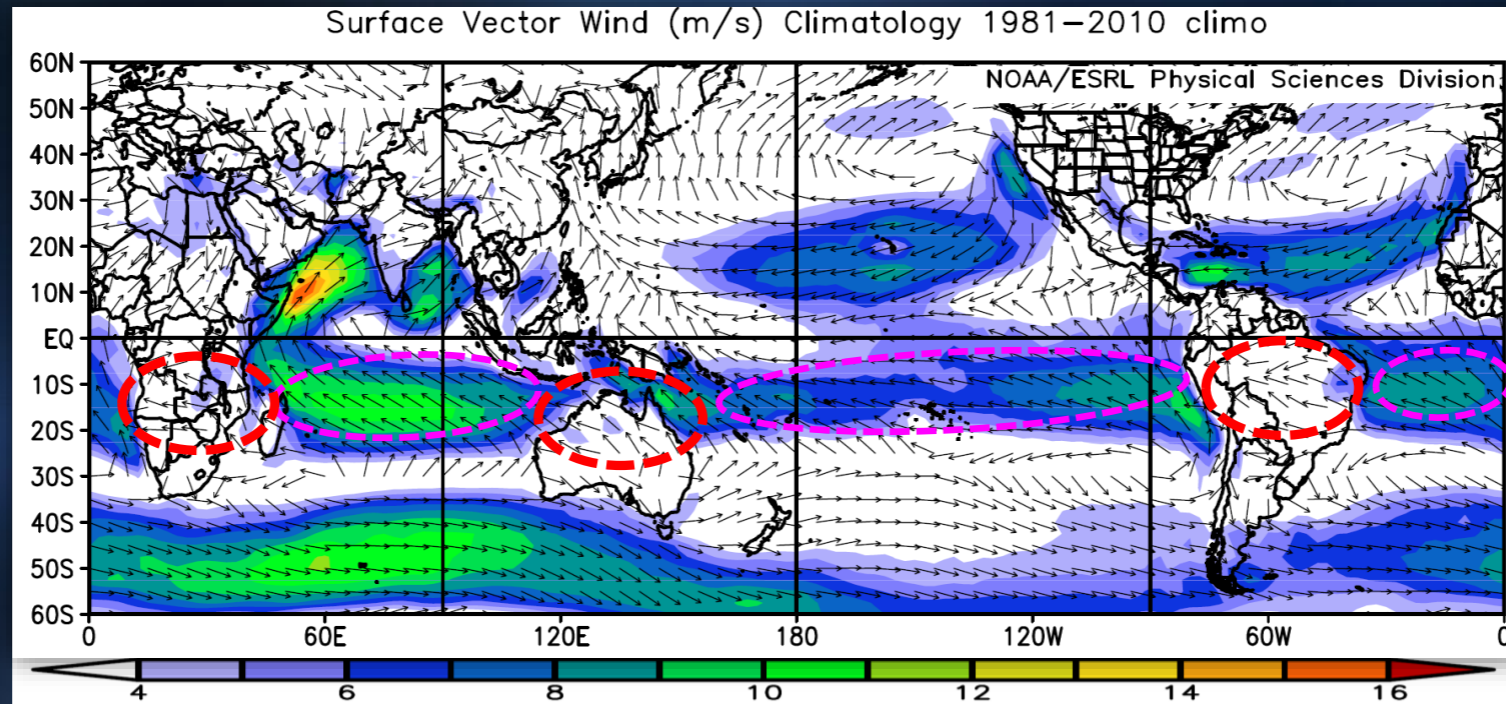 Surface Vector Wind (m/s) Climatology 1981−2010 climo
NOAA/ESRL Physical Sciences Division
60N
50N
40N
30N
20N
10N
EQ
10S
20S
30S
40S
50S
60S
0 60E 120E 180 120W 60W 0
4 6 8 10 12 14 16